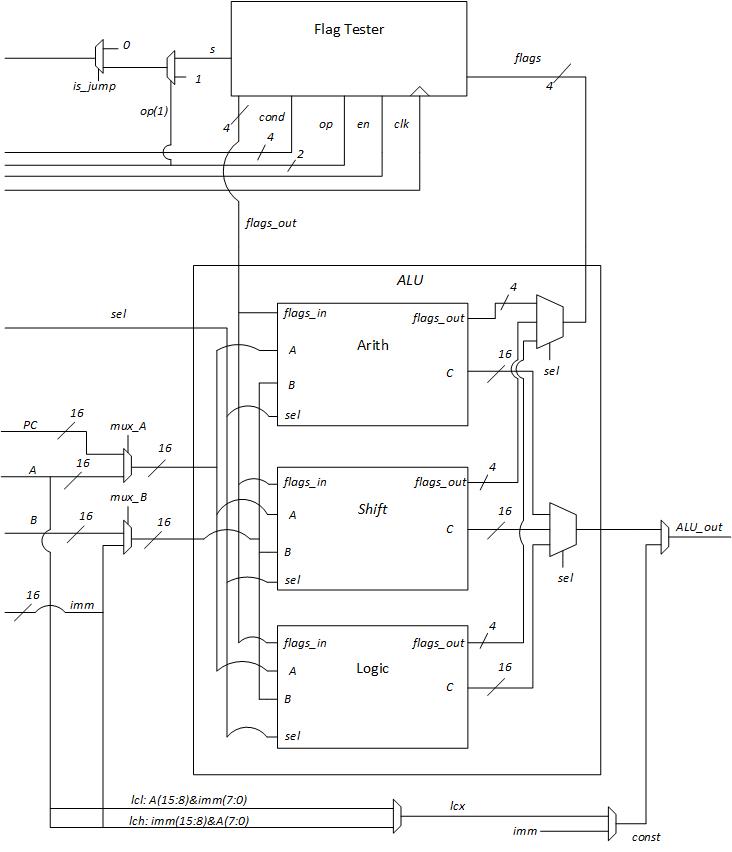 Flag Tester
0
s
flags
is_jump
1
4
op(1)
4
cond
op
en
clk
4
2
flags_out
ALU
sel
flags_in
flags_out
4
A
Arith
16
C
B
sel
sel
PC
16
mux_A
16
A
16
mux_B
B
16
16
flags_in
flags_out
4
A
Shift
C
16
B
sel
sel
ALU_out
16
imm
flags_in
flags_out
4
A
Logic
16
C
B
sel
lcl: A(15:8)&imm(7:0)
lch: imm(15:8)&A(7:0)
lcx
imm
const